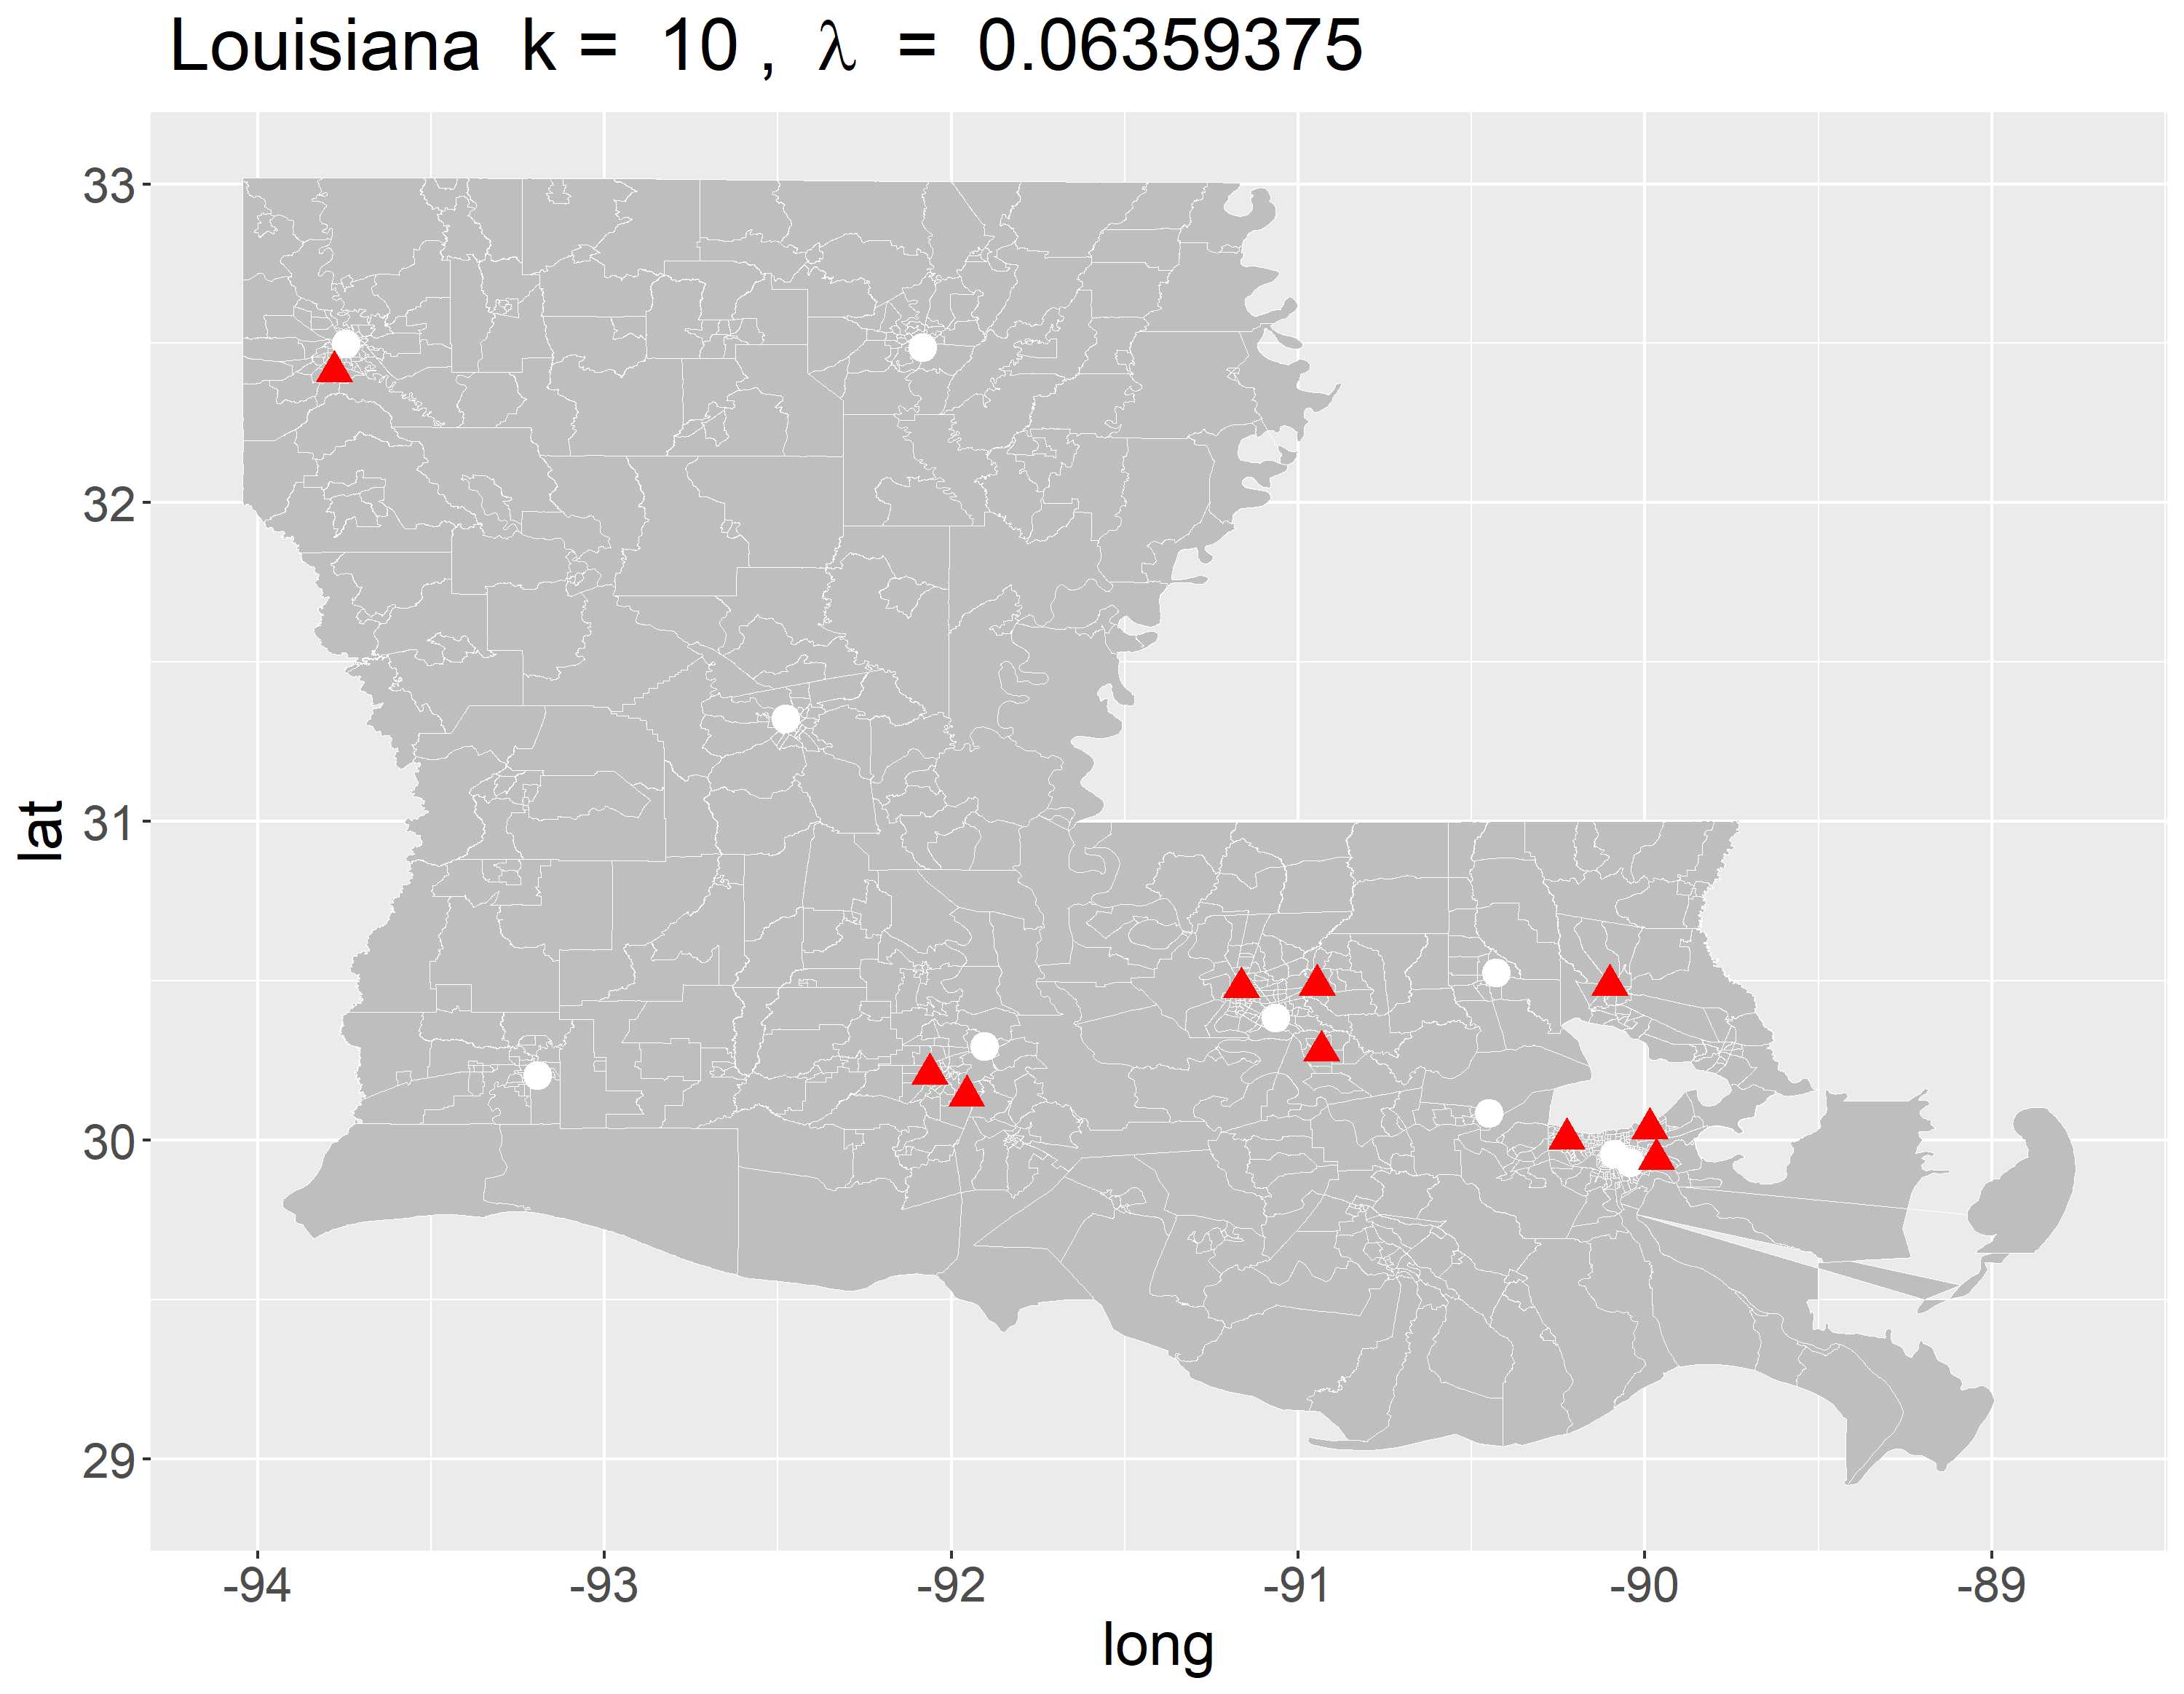 Louisiana k = 10 , λ = 0.06359375
33
32
31
30
29
lat
-94 -93 -92 -91 -90 -89
long